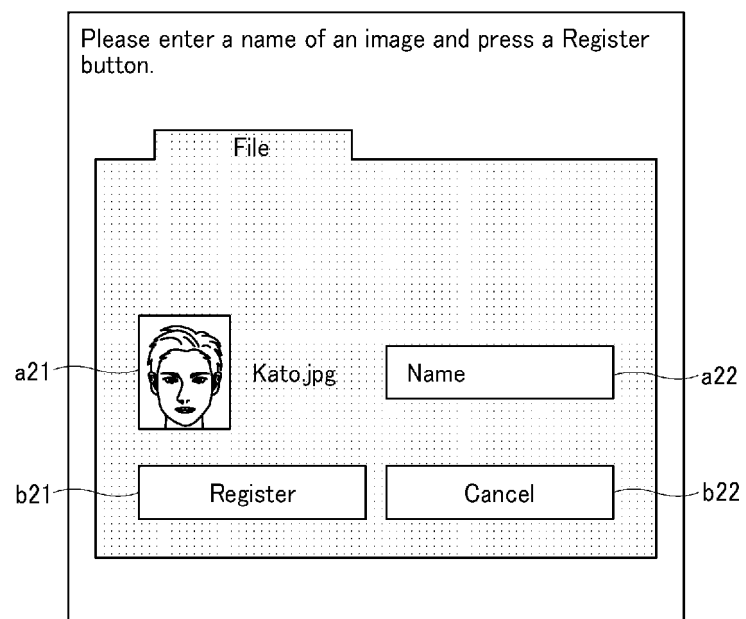 Please enter a name of an image and press a Register
button.
File
a21
Kato.jpg
Name
a22
b21
Register
Cancel
b22